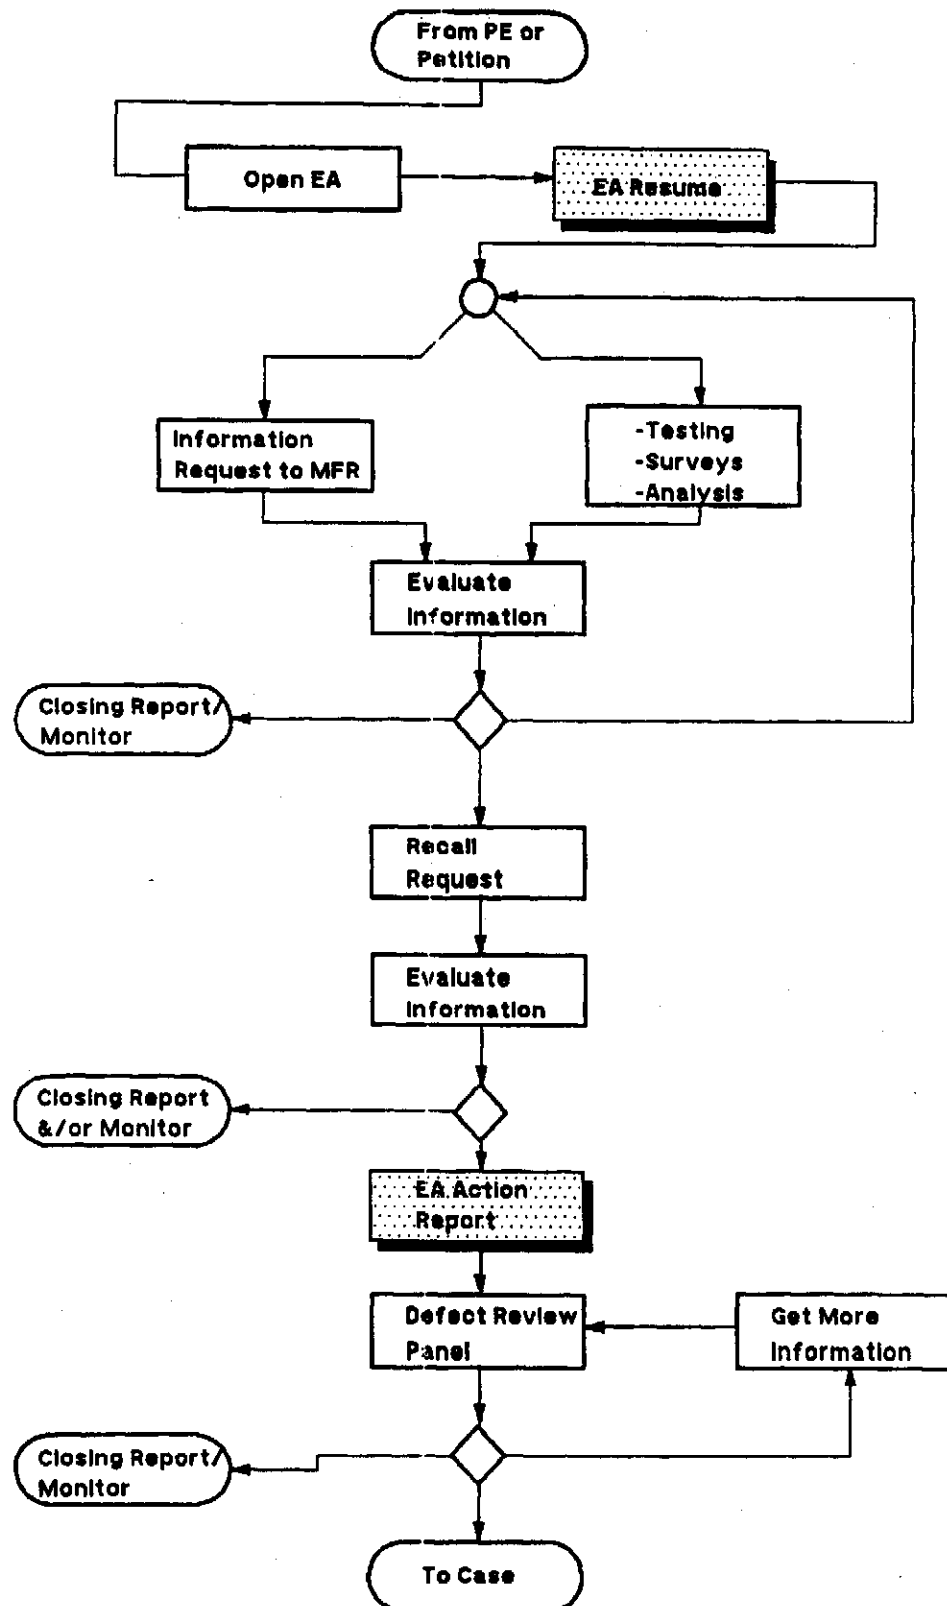 From PE or
Petition
Open EA
EA Resume
Information
Request to MFR
-Testing
-Surveys
-Analysis
Evaluate
Information
Closing Report/
Monitor
Recall
Request
Evaluate
Information
Closing Report
&/or Monitor
EA Action
Report
Defect Review
Panel
Get More
Information
Closing Report/
Monitor
To Case